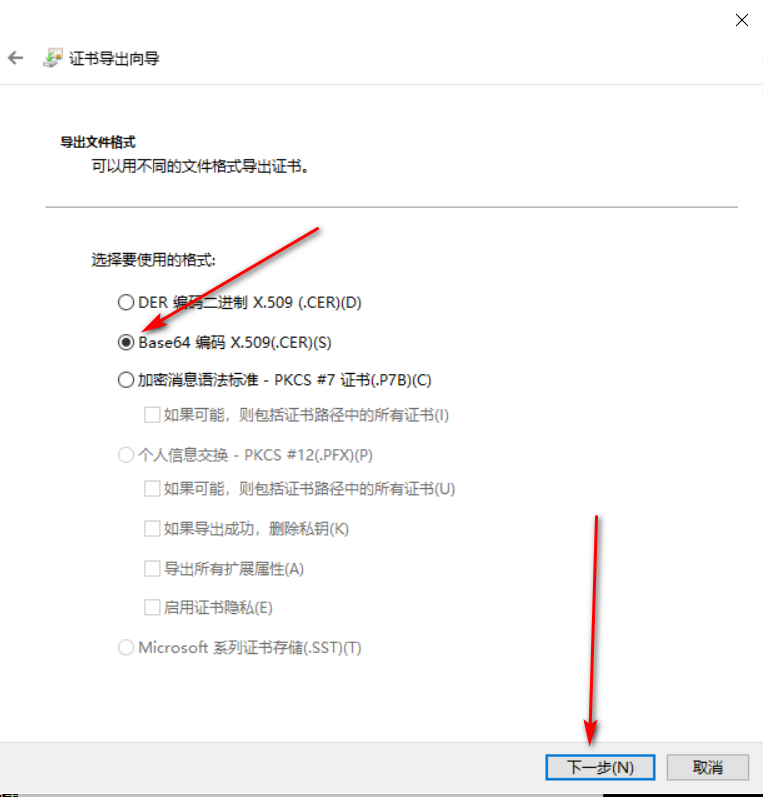 证书导出向导
导出文件格式
可以用不同的文件格式导出证书。
选择要使用的格式:
DER 编码二进制 X.509 (.CER)(D)
Base64 编码 X.509(.CER)(S)
加密消息语法标准 - PKCS #7 证书(.P7B)(C)
如果可能，则包括证书路径中的所有证书(I)
个人信息交换 - PKCS #12(.PFX)(P)
如果可能，则包括证书路径中的所有证书(U)
如果导出成功，删除私钥(K)
导出所有扩展属性(A)
启用证书隐私(E)
Microsoft 系列证书存储(.SST)(T)
下一步(N)
取消